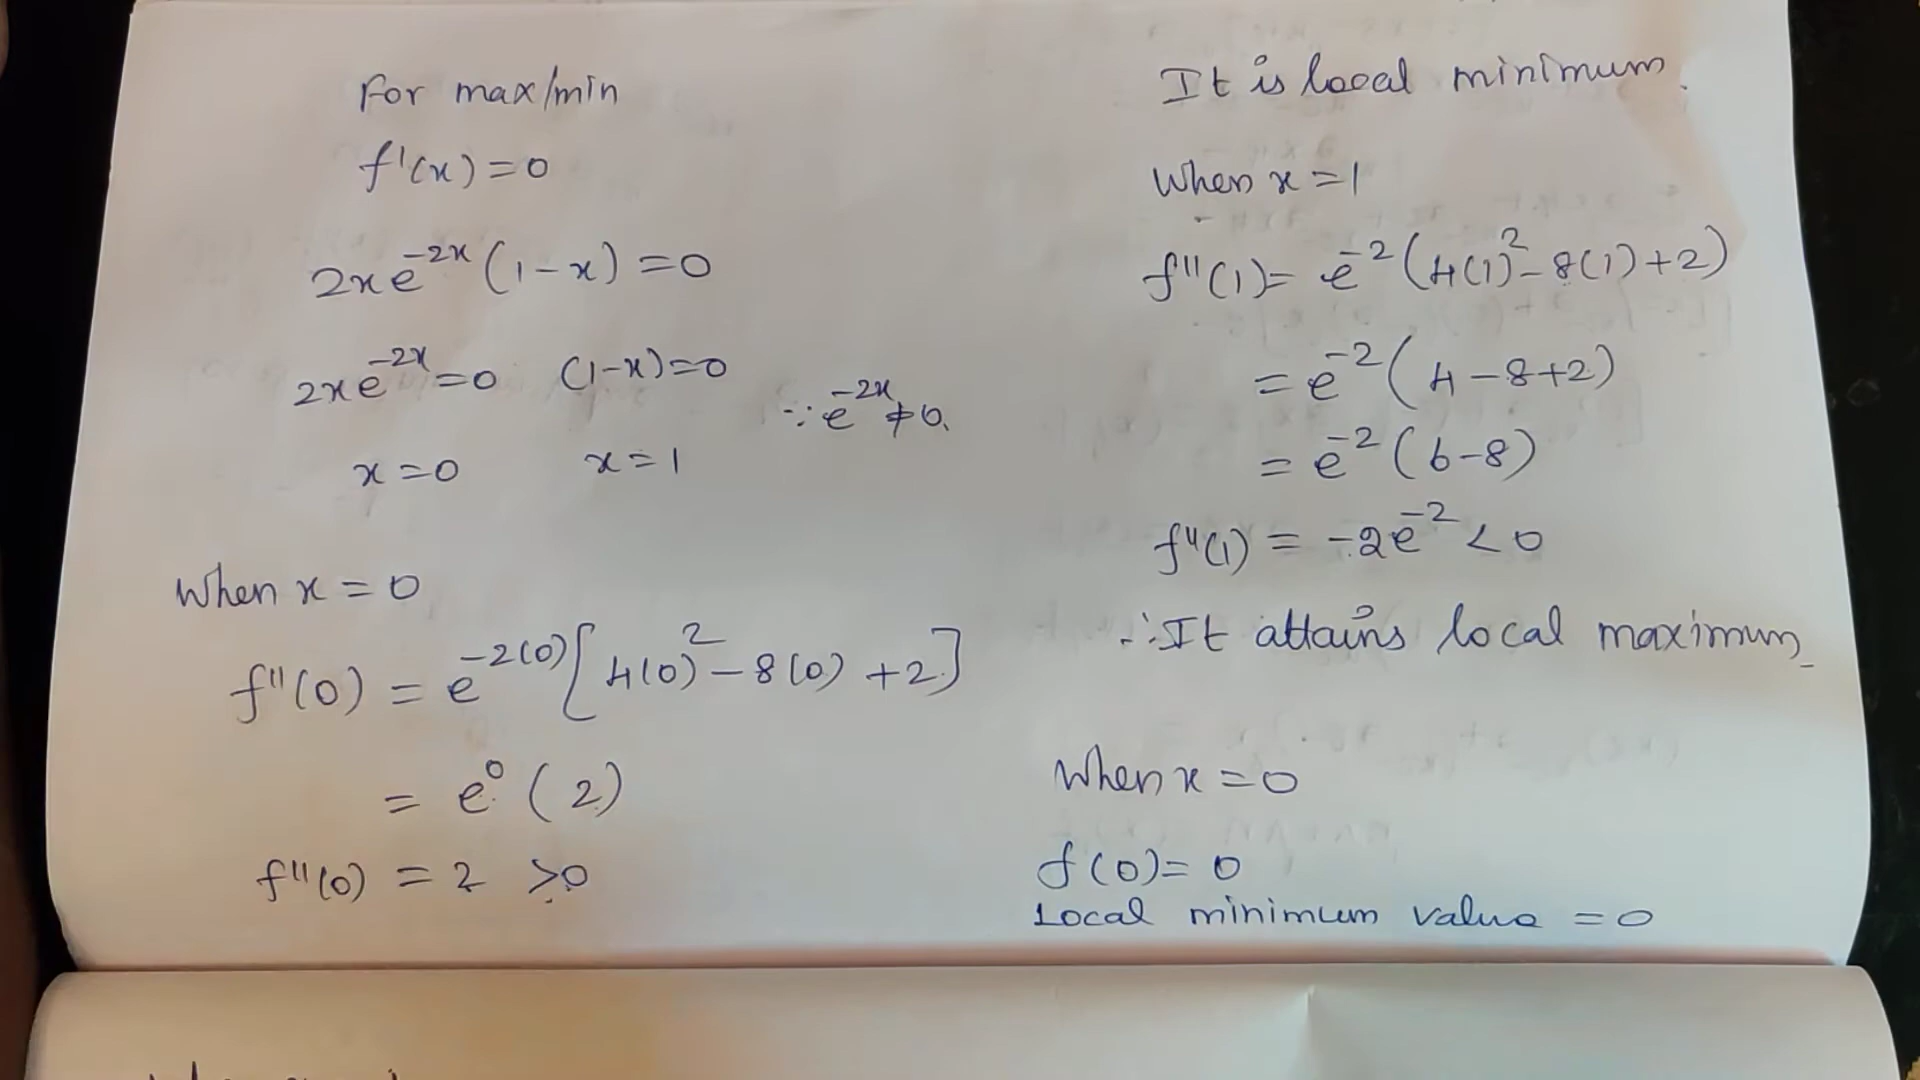 For max/min
f'(x) = 0
2xe^{-2x} (1-x) = 0
2xe^{-2x} = 0 (1-x) = 0 ∵ e^{-2x} ≠ 0.
x = 0 x = 1
When x = 0
f''(0) = e^{-2(0)} [4(0)^2 - 8(0) + 2]
= e^0 (2)
f''(0) = 2 > 0
It is local minimum.
When x = 1
f''(1) = e^{-2} (4(1)^2 - 8(1) + 2)
= e^{-2} (4 - 8 + 2)
= e^{-2} (6 - 8)
f''(1) = -2e^{-2} < 0
∴ It attains local maximum
When x = 0
f(0) = 0
Local minimum value = 0